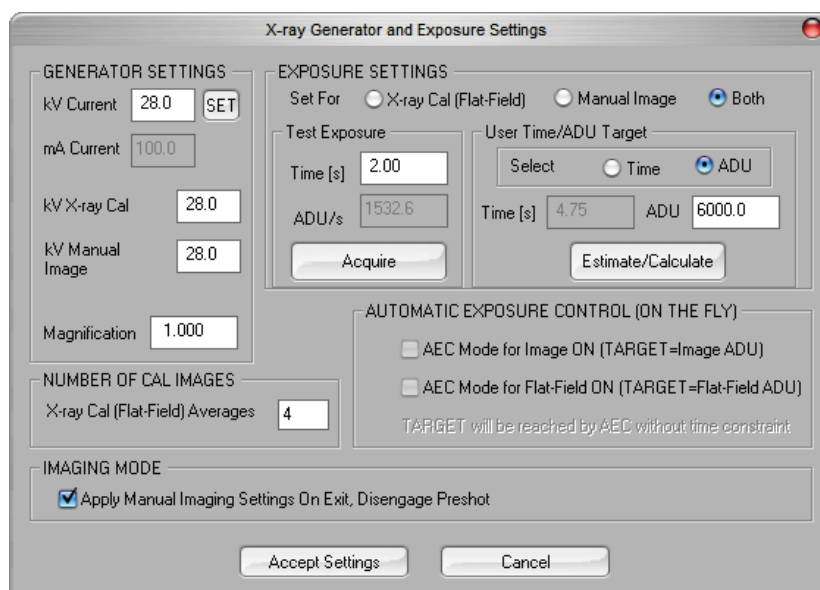 X-ray Generator and Exposure Settings
GENERATOR SETTINGS
kV Current 28.0 SET
mA Current 100.0
kV X-ray Cal 28.0
kV Manual
Image 28.0
Magnification 1.000
EXPOSURE SETTINGS
Set For X-ray Cal (Flat-Field) Manual Image Both
Test Exposure
Time [s] 2.00
ADU/s 1532.6
Acquire
User Time/ADU Target
Select Time ADU
Time [s] 4.75 ADU 6000.0
Estimate/Calculate
AUTOMATIC EXPOSURE CONTROL (ON THE FLY)
AEC Mode for Image ON (TARGET=Image ADU)
AEC Mode for Flat-Field ON (TARGET=Flat-Field ADU)
TARGET will be reached by AEC without time constraint
NUMBER OF CAL IMAGES
X-ray Cal (Flat-Field) Averages 4
IMAGING MODE
Apply Manual Imaging Settings On Exit, Disengage Preshot
Accept Settings Cancel